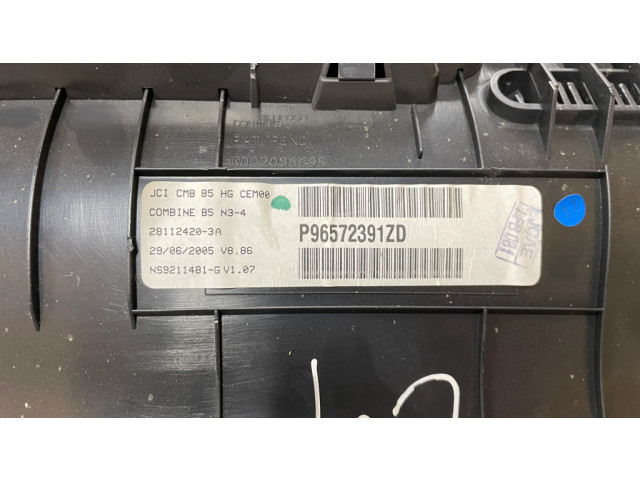 JCI CMB B5 HG CEM00
COMBINE B5 N3-4
28112420-3A
29/06/2005 V8.86
NS9211481-G V1.07
P96572391ZD